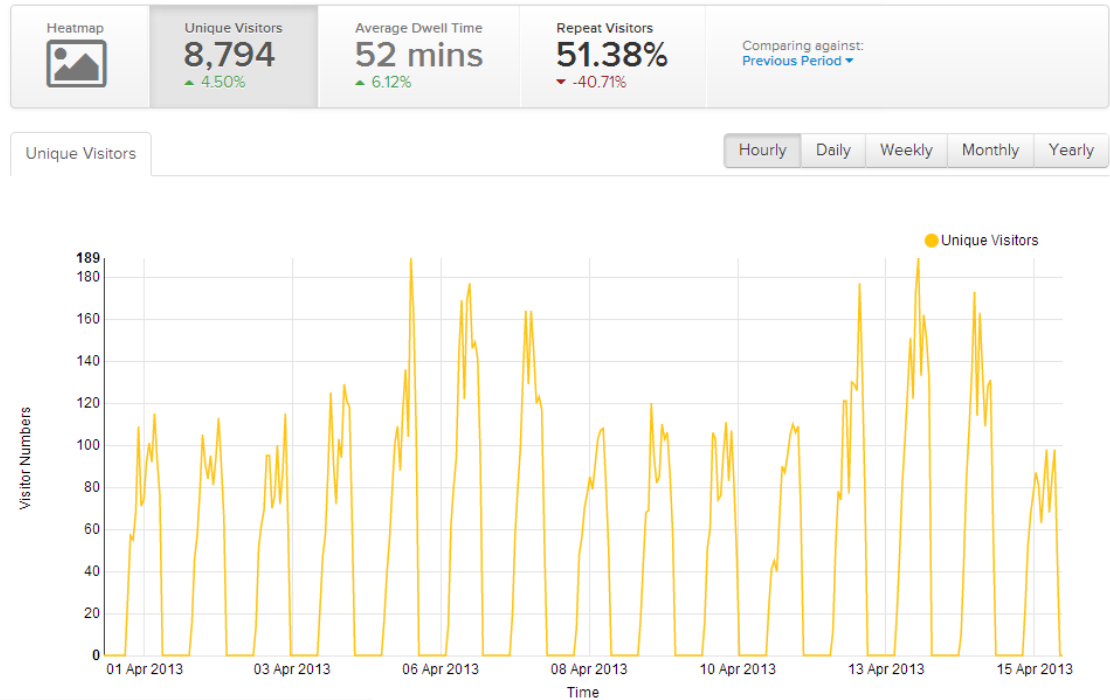 Heatmap
Unique Visitors
8,794
4.50%
Average Dwell Time
52 mins
6.12%
Repeat Visitors
51.38%
-40.71%
Comparing against:
Previous Period
Unique Visitors
Hourly Daily Weekly Monthly Yearly
Unique Visitors
189
180
160
140
120
100
80
60
40
20
0
Visitor Numbers
01 Apr 2013 03 Apr 2013 06 Apr 2013 08 Apr 2013 10 Apr 2013 13 Apr 2013 15 Apr 2013
Time